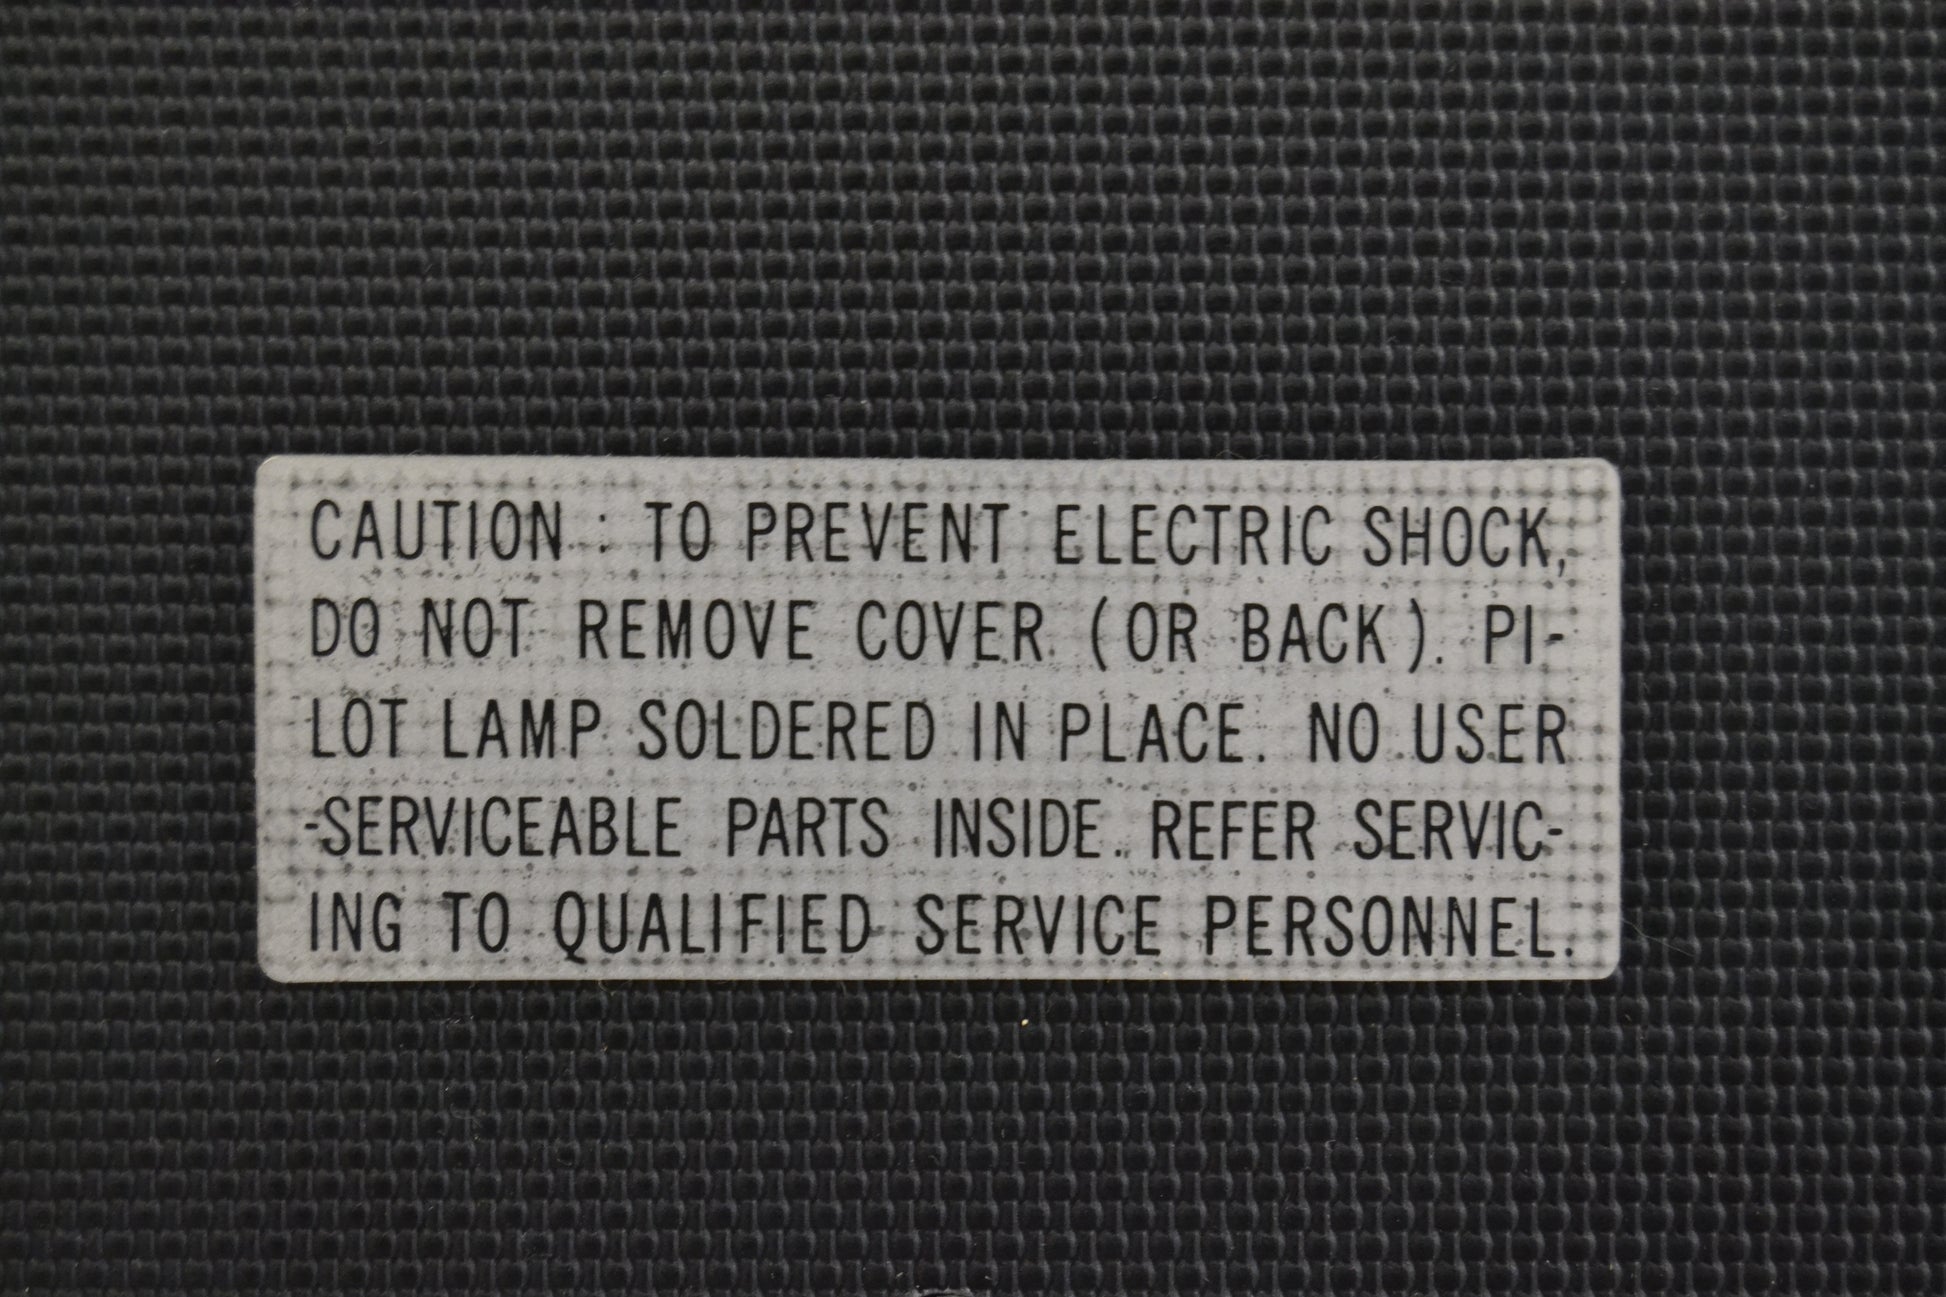 CAUTION : TO PREVENT ELECTRIC SHOCK,
DO NOT REMOVE COVER (OR BACK). PI-
LOT LAMP SOLDERED IN PLACE. NO USER
-SERVICEABLE PARTS INSIDE. REFER SERVIC-
ING TO QUALIFIED SERVICE PERSONNEL.